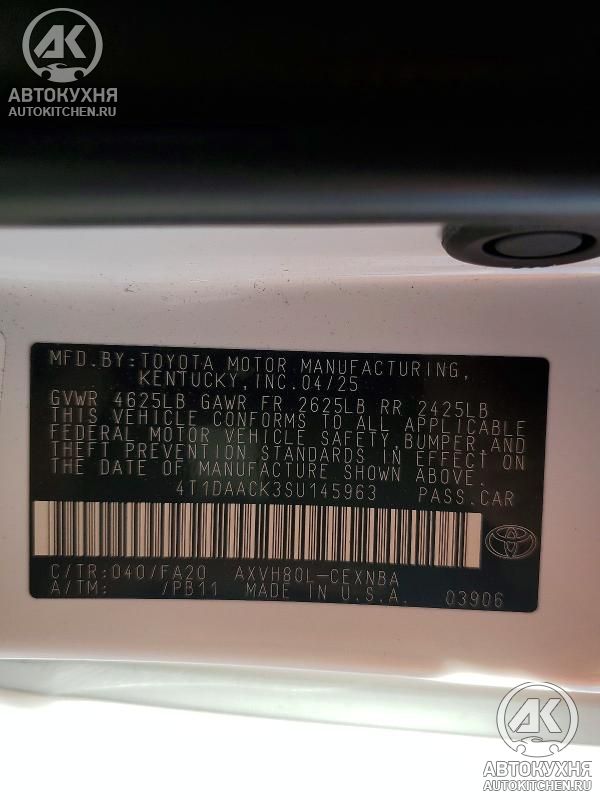 AK
АВТОКУХНЯ
AUTOKITCHEN.RU
MFD.BY:TOYOTA MOTOR MANUFACTURING,
KENTUCKY, INC.04/25
GVWR 4625LB GAWR FR 2625LB RR 2425LB
THIS VEHICLE CONFORMS TO ALL APPLICABLE
FEDERAL MOTOR VEHICLE SAFETY,BUMPER,AND
THEFT PREVENTION STANDARDS IN EFFECT ON
THE DATE OF MANUFACTURE SHOWN ABOVE.
4T1DAACK3SU145963 PASS.CAR
C/TR:040/FA20 AXVH80L-CEXNBA
A/TM: /PB11 MADE IN U.S.A. 03906
AK
АВТОКУХНЯ
AUTOKITCHEN.RU